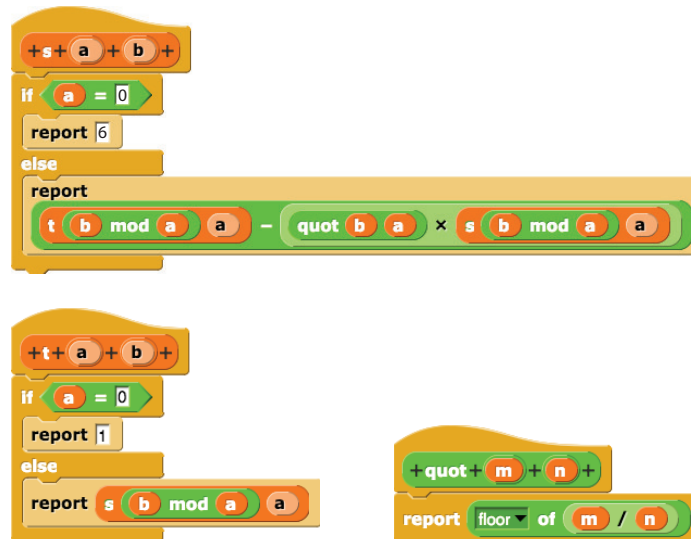 +s+ a + b +
if a = 0
report 6
else
report
t b mod a a − quot b a × s b mod a a
+t+ a + b +
if a = 0
report 1
else
report s b mod a a
+quot+ m + n +
report floor of m / n